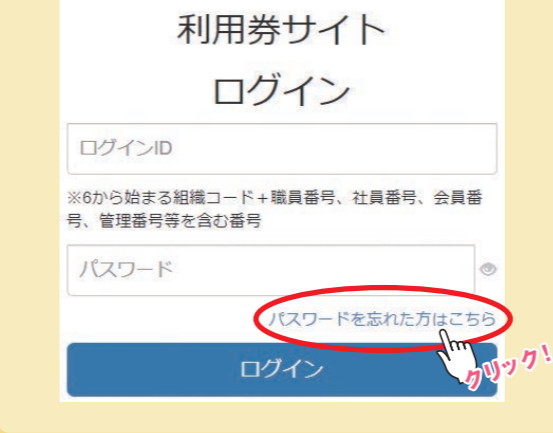 利用券サイト
ログイン
ログインID
※6から始まる組織コード+職員番号、社員番号、会員番
号、管理番号等を含む番号
パスワード
パスワードを忘れた方はこちら
ログイン
クリック!